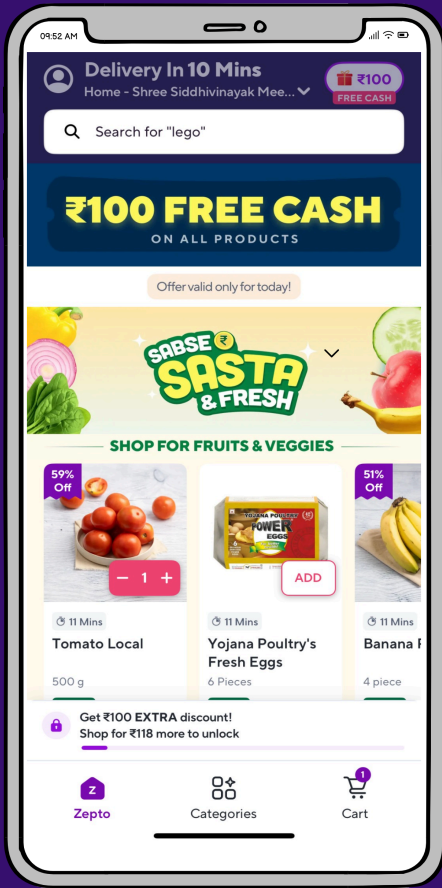 09:52 AM
Delivery In 10 Mins
Home - Shree Siddhivinayak Mee...
₹100
FREE CASH
Search for "lego"
₹100 FREE CASH
ON ALL PRODUCTS
Offer valid only for today!
SABSE ₹
SASTA
& FRESH
SHOP FOR FRUITS & VEGGIES
59%
Off
51%
Off
YOJANA POULTRY
POWER
EGGS
6
− 1 +
ADD
11 Mins
11 Mins
11 Mins
Tomato Local
Yojana Poultry's
Fresh Eggs
Banana
500 g
6 Pieces
4 piece
Get ₹100 EXTRA discount!
Shop for ₹118 more to unlock
Z
1
Zepto
Categories
Cart